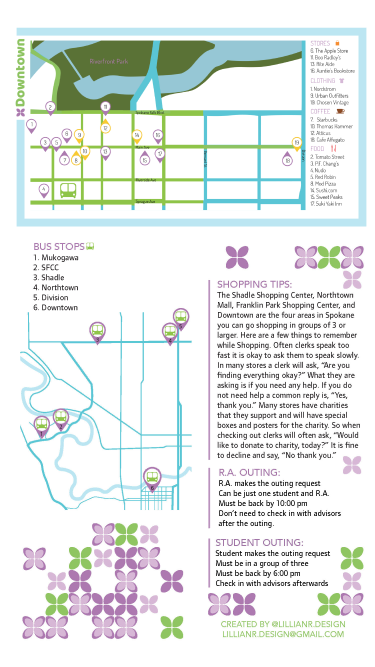 Downtown
Riverfront Park
STORES
6. The Apple Store
11. Boo Radley's
13. Rite Aide
16. Auntie's Bookstore
CLOTHING
1. Nordstrom
9. Urban Outfitters
19. Chosen Vintage
COFFEE
7. Starbucks
10. Thomas Hammer
12. Atticus
18. Cafe Affogato
FOOD
2. Tomato Street
3. P.F. Chang's
4. Nudo
5. Red Robin
8. Mod Pizza
14. Sushi.com
15. Sweet Peaks
17. Suki Yaki Inn
BUS STOPS
1. Mukogawa
2. SFCC
3. Shadle
4. Northtown
5. Division
6. Downtown
SHOPPING TIPS:
The Shadle Shopping Center, Northtown
Mall, Franklin Park Shopping Center, and
Downtown are the four areas in Spokane
you can go shopping in groups of 3 or
larger. Here are a few things to remember
while Shopping. Often clerks speak too
fast it is okay to ask them to speak slowly.
In many stores a clerk will ask, "Are you
finding everything okay?" What they are
asking is if you need any help. If you do
not need help a common reply is, "Yes,
thank you." Many stores have charities
that they support and will have special
boxes and posters for the charity. So when
checking out clerks will often ask, "Would
like to donate to charity, today?" It is fine
to decline and say, "No thank you."
R.A. OUTING:
R.A. makes the outing request
Can be just one student and R.A.
Must be back by 10:00 pm
Don't need to check in with advisors
after the outing.
STUDENT OUTING:
Student makes the outing request
Must be in a group of three
Must be back by 6:00 pm
Check in with advisors afterwards
CREATED BY @LILLIANR.DESIGN
LILLIANR.DESIGN@GMAIL.COM